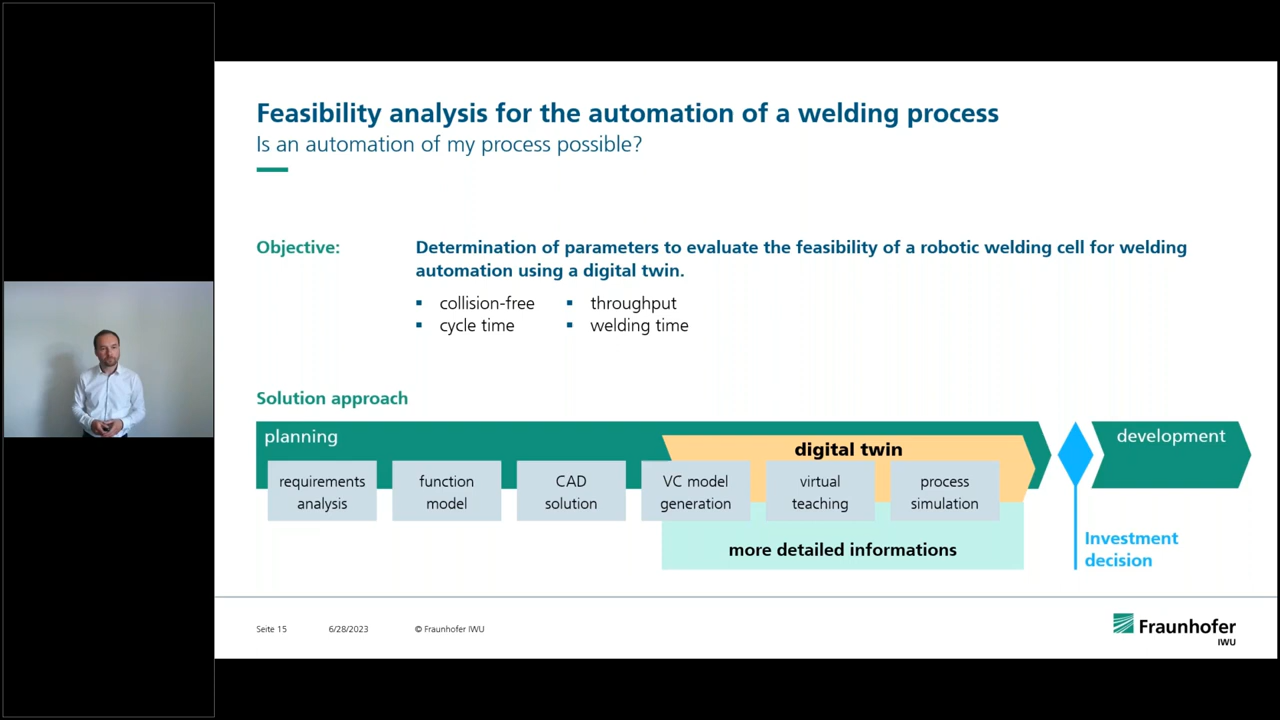 Feasibility analysis for the automation of a welding process
Is an automation of my process possible?
Objective:
Determination of parameters to evaluate the feasibility of a robotic welding cell for welding
automation using a digital twin.
▪ collision-free
▪ cycle time
▪ throughput
▪ welding time
Solution approach
planning
digital twin
development
requirements
analysis
function
model
CAD
solution
VC model
generation
virtual
teaching
process
simulation
more detailed informations
Investment
decision
Seite 15
6/28/2023
© Fraunhofer IWU
Fraunhofer
IWU